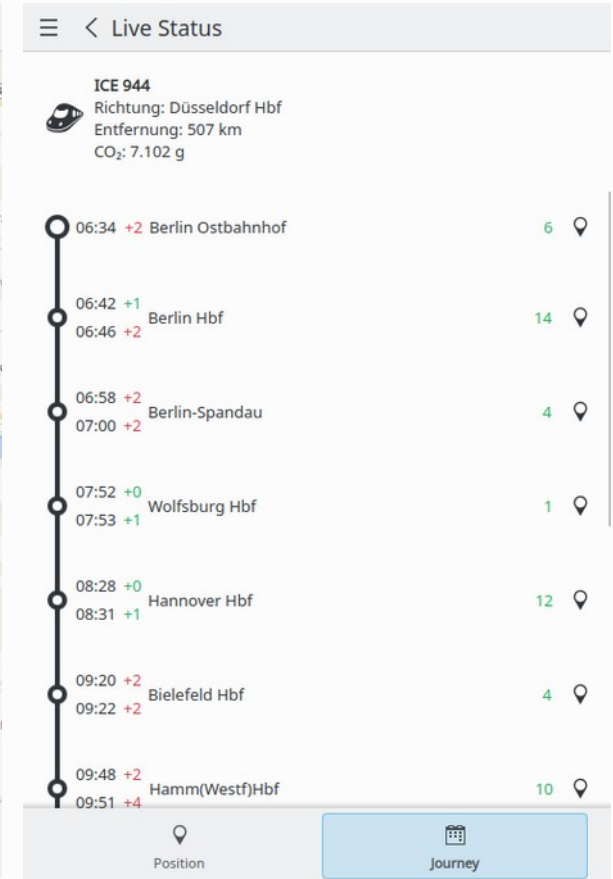 Live Status
ICE 944
Richtung: Düsseldorf Hbf
Entfernung: 507 km
CO₂: 7.102 g
06:34 +2 Berlin Ostbahnhof 6
06:42 +1
Berlin Hbf 14
06:46 +2
06:58 +2
Berlin-Spandau 4
07:00 +2
07:52 +0
Wolfsburg Hbf 1
07:53 +1
08:28 +0
Hannover Hbf 12
08:31 +1
09:20 +2
Bielefeld Hbf 4
09:22 +2
09:48 +2
Hamm(Westf)Hbf 10
09:51 +4
Position
Journey